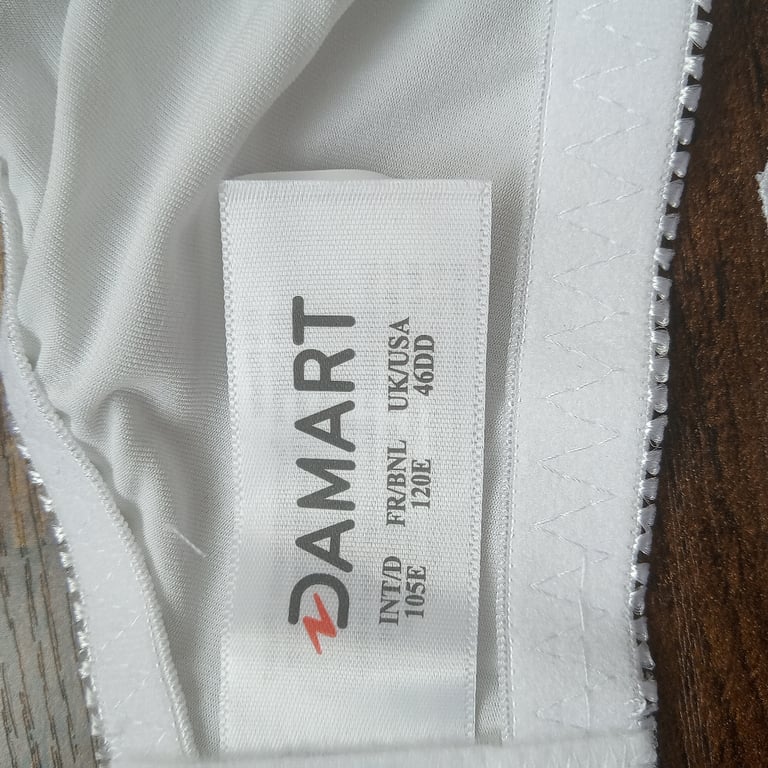 DAMART
INT/D FR/BNL UK/USA
105E 120E 46DD